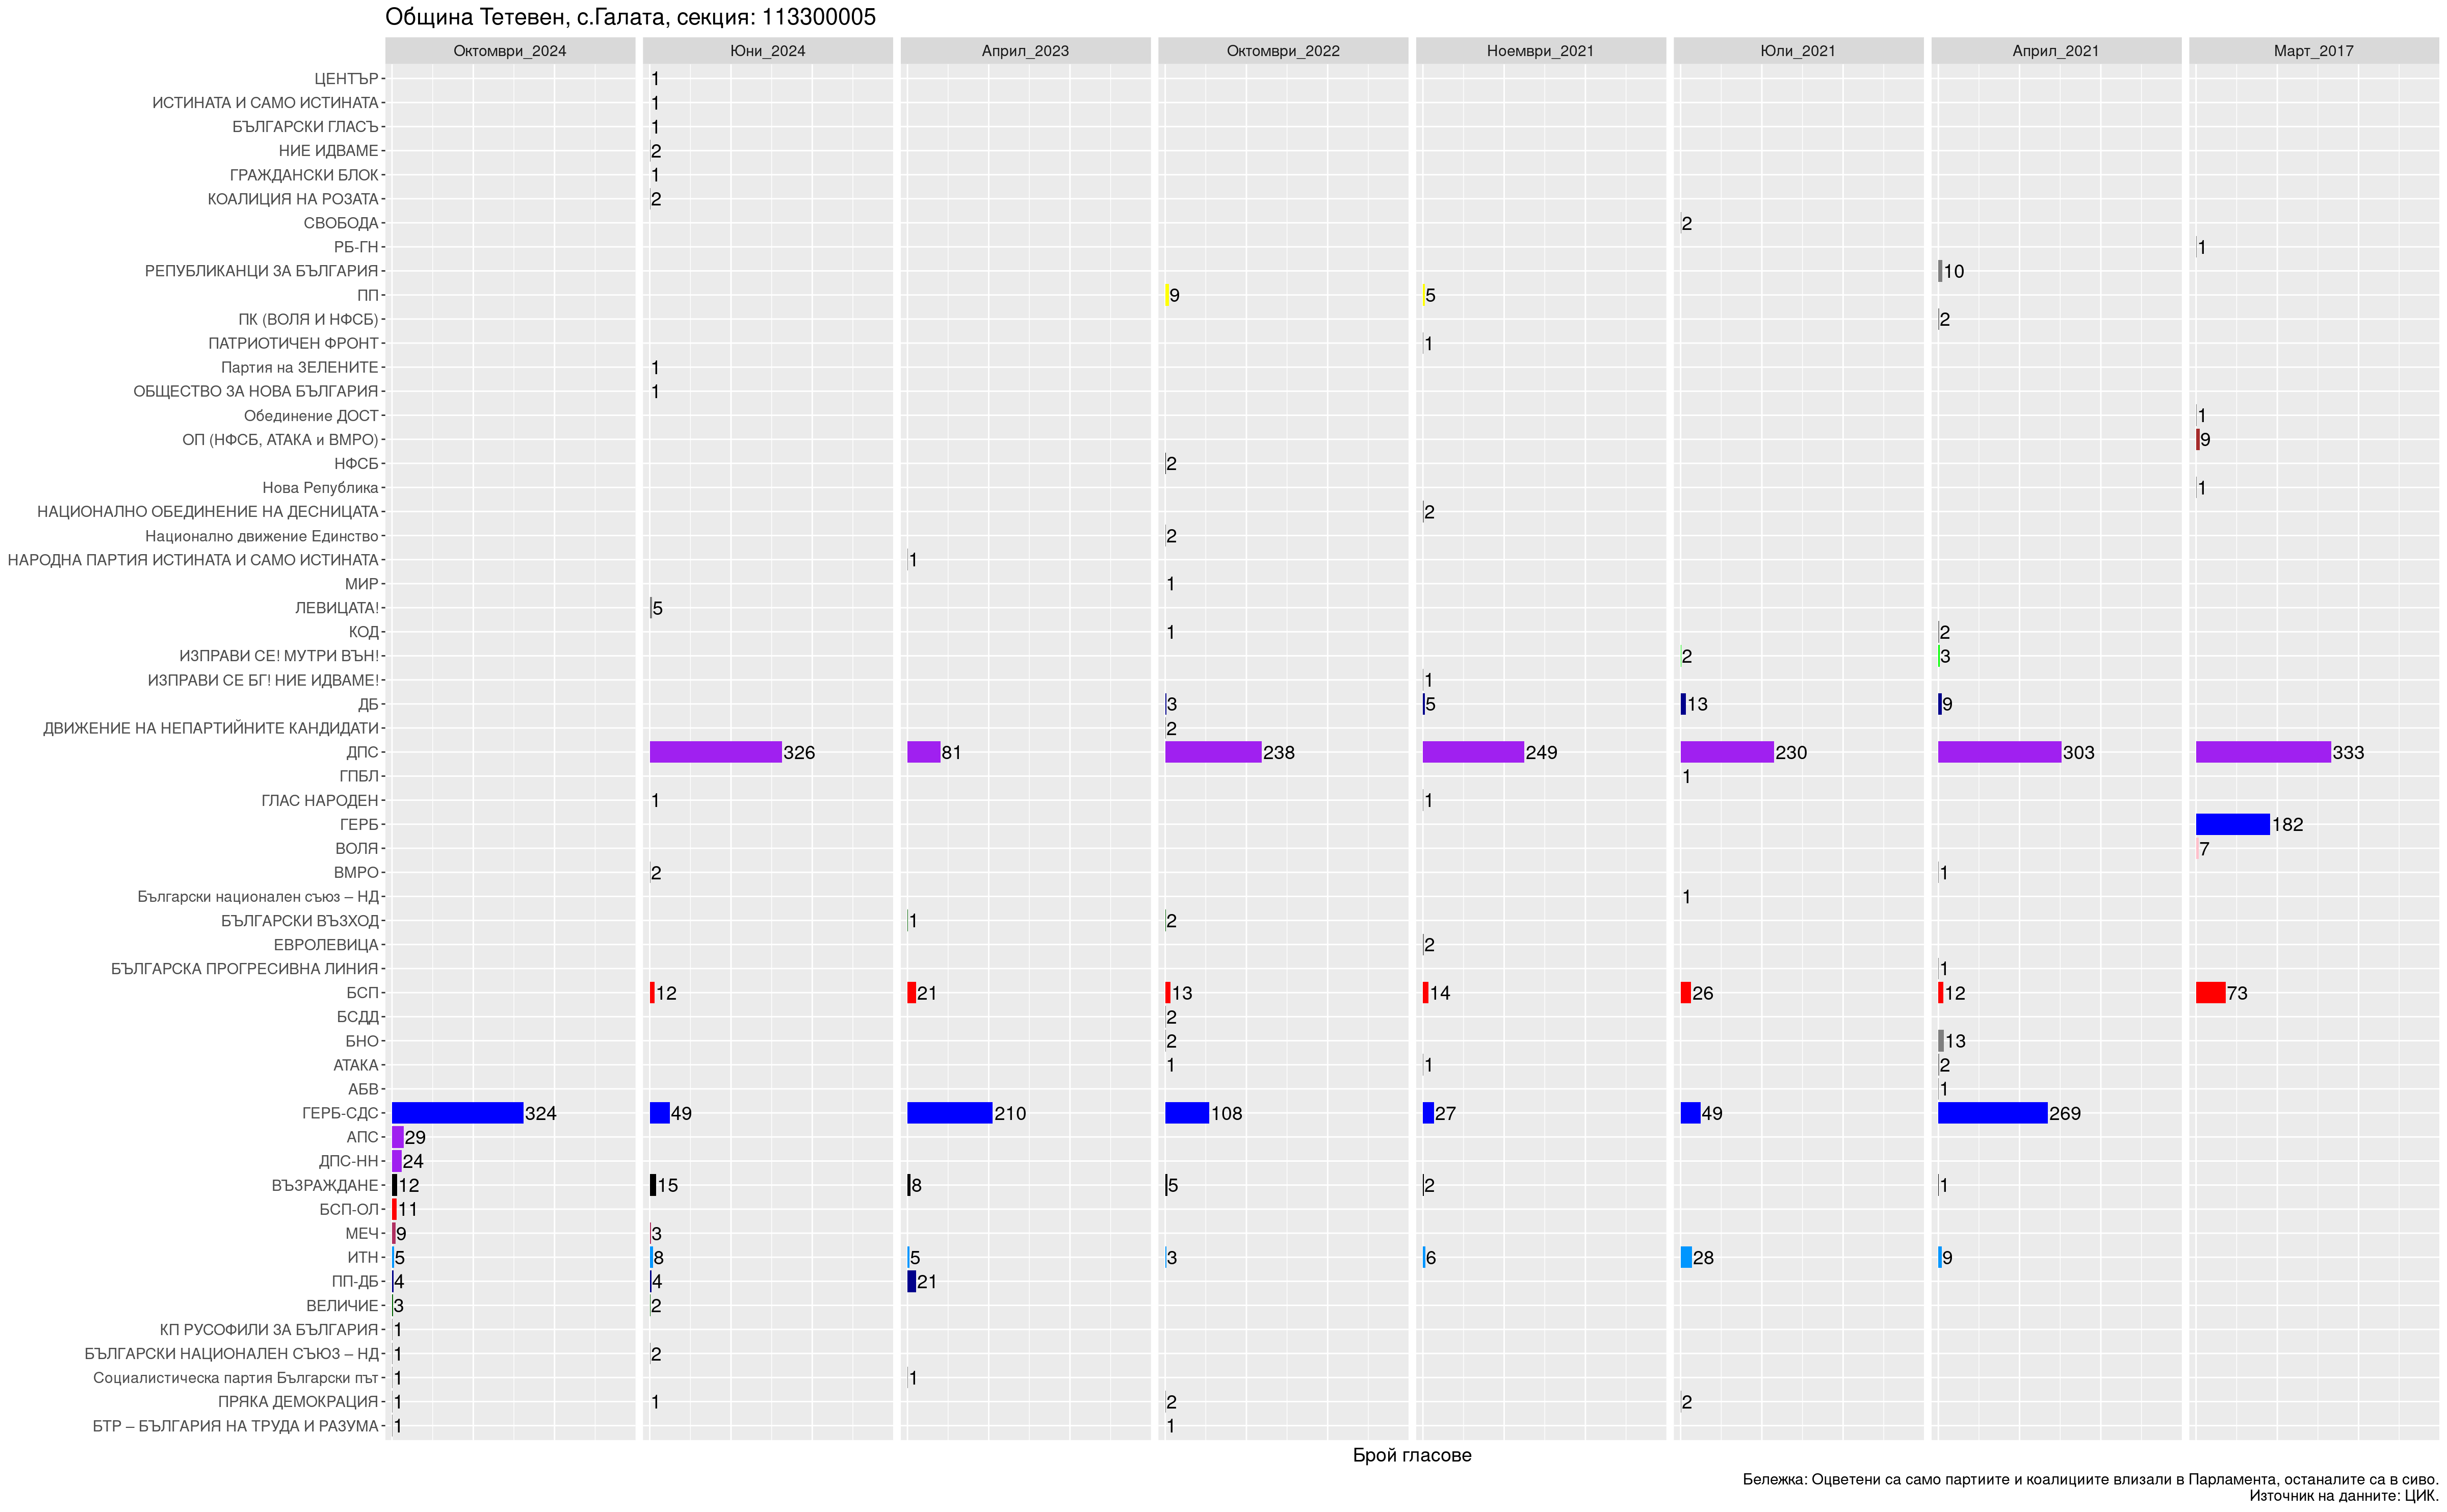 Община Тетевен, с.Галата, секция: 113300005
Октомври_2024 Юни_2024 Април_2023 Октомври_2022 Ноември_2021 Юли_2021 Април_2021 Март_2017
ЦЕНТЪР 1
ИСТИНАТА И САМО ИСТИНАТА 1
БЪЛГАРСКИ ГЛАСЪ 1
НИЕ ИДВАМЕ 2
ГРАЖДАНСКИ БЛОК 1
КОАЛИЦИЯ НА РОЗАТА 2
СВОБОДА 2
РБ-ГН 1
РЕПУБЛИКАНЦИ ЗА БЪЛГАРИЯ 10
ПП 9 5
ПК (ВОЛЯ И НФСБ) 2
ПАТРИОТИЧЕН ФРОНТ 1
Партия на ЗЕЛЕНИТЕ 1
ОБЩЕСТВО ЗА НОВА БЪЛГАРИЯ 1
Обединение ДОСТ 1
ОП (НФСБ, АТАКА и ВМРО) 9
НФСБ 2
Нова Република 1
НАЦИОНАЛНО ОБЕДИНЕНИЕ НА ДЕСНИЦАТА 2
Национално движение Единство 2
НАРОДНА ПАРТИЯ ИСТИНАТА И САМО ИСТИНАТА 1
МИР 1
ЛЕВИЦАТА! 5
КОД 1 2
ИЗПРАВИ СЕ! МУТРИ ВЪН! 2 3
ИЗПРАВИ СЕ БГ! НИЕ ИДВАМЕ! 1
ДБ 3 5 13 9
ДВИЖЕНИЕ НА НЕПАРТИЙНИТЕ КАНДИДАТИ 2
ДПС 326 81 238 249 230 303 333
ГПБЛ 1
ГЛАС НАРОДЕН 1 1
ГЕРБ 182
ВОЛЯ 7
ВМРО 2 1
Български национален съюз – НД 1
БЪЛГАРСКИ ВЪЗХОД 1 2
ЕВРОЛЕВИЦА 2
БЪЛГАРСКА ПРОГРЕСИВНА ЛИНИЯ 1
БСП 12 21 13 14 26 12 73
БСДД 2
БНО 2 13
АТАКА 1 1 2
АБВ 1
ГЕРБ-СДС 324 49 210 108 27 49 269
АПС 29
ДПС-НН 24
ВЪЗРАЖДАНЕ 12 15 8 5 2 1
БСП-ОЛ 11
МЕЧ 9 3
ИТН 5 8 5 3 6 28 9
ПП-ДБ 4 4 21
ВЕЛИЧИЕ 3 2
КП РУСОФИЛИ ЗА БЪЛГАРИЯ 1
БЪЛГАРСКИ НАЦИОНАЛЕН СЪЮЗ – НД 1 2
Социалистическа партия Български път 1 1
ПРЯКА ДЕМОКРАЦИЯ 1 1 2 2
БТР – БЪЛГАРИЯ НА ТРУДА И РАЗУМА 1 1
Брой гласове
Бележка: Оцветени са само партиите и коалициите влизали в Парламента, останалите са в сиво.
Източник на данните: ЦИК.